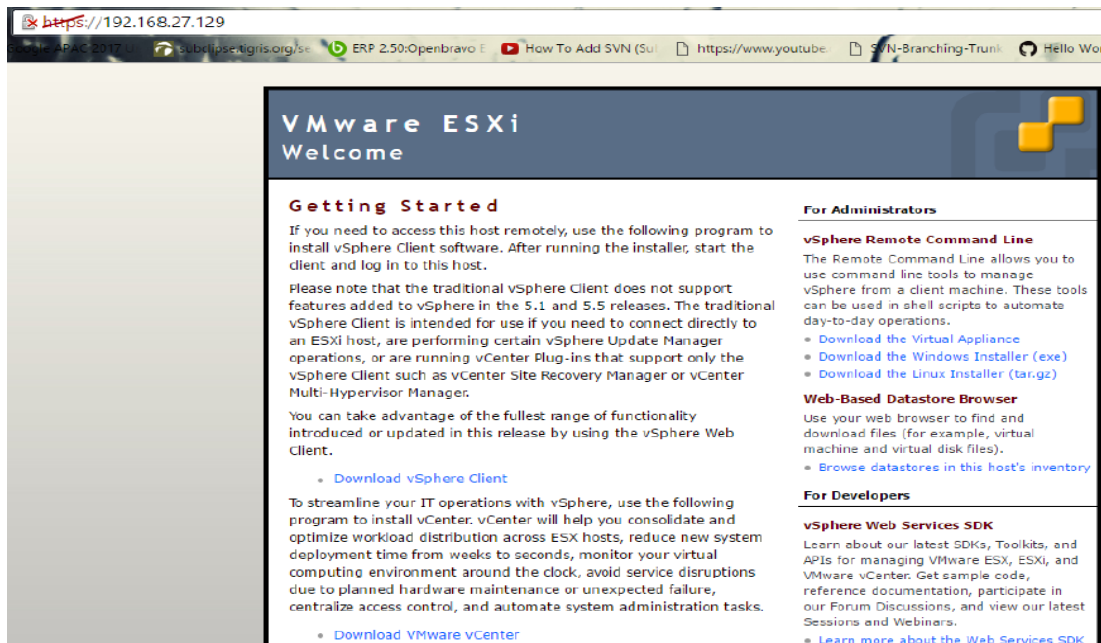 https://192.168.27.129
Google APAC 2017 U
subclipse.tigris.org/se
ERP 2.50:Openbravo E
How To Add SVN (Su
https://www.youtube.
SVN-Branching-Trunk
Hello Wor
VMware ESXi
Welcome
Getting Started
If you need to access this host remotely, use the following program to
install vSphere Client software. After running the installer, start the
client and log in to this host.
Please note that the traditional vSphere Client does not support
features added to vSphere in the 5.1 and 5.5 releases. The traditional
vSphere Client is intended for use if you need to connect directly to
an ESXi host, are performing certain vSphere Update Manager
operations, or are running vCenter Plug-ins that support only the
vSphere Client such as vCenter Site Recovery Manager or vCenter
Multi-Hypervisor Manager.
You can take advantage of the fullest range of functionality
introduced or updated in this release by using the vSphere Web
Client.
Download vSphere Client
To streamline your IT operations with vSphere, use the following
program to install vCenter. vCenter will help you consolidate and
optimize workload distribution across ESX hosts, reduce new system
deployment time from weeks to seconds, monitor your virtual
computing environment around the clock, avoid service disruptions
due to planned hardware maintenance or unexpected failure,
centralize access control, and automate system administration tasks.
Download VMware vCenter
For Administrators
vSphere Remote Command Line
The Remote Command Line allows you to
use command line tools to manage
vSphere from a client machine. These tools
can be used in shell scripts to automate
day-to-day operations.
Download the Virtual Appliance
Download the Windows Installer (exe)
Download the Linux Installer (tar.gz)
Web-Based Datastore Browser
Use your web browser to find and
download files (for example, virtual
machine and virtual disk files).
Browse datastores in this host's inventory
For Developers
vSphere Web Services SDK
Learn about our latest SDKs, Toolkits, and
APIs for managing VMware ESX, ESXi, and
VMware vCenter. Get sample code,
reference documentation, participate in
our Forum Discussions, and view our latest
Sessions and Webinars.
Learn more about the Web Services SDK